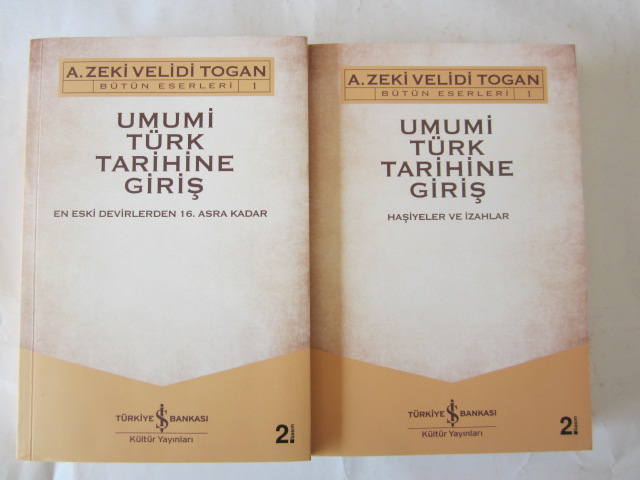 A. ZEKİ VELİDİ TOGAN
BÜTÜN ESERLERİ 1
UMUMİ
TÜRK
TARİHİNE
GİRİŞ
EN ESKİ DEVİRLERDEN 16. ASRA KADAR
TÜRKİYE İŞ BANKASI
Kültür Yayınları
2. Basım
A. ZEKİ VELİDİ TOGAN
BÜTÜN ESERLERİ 1
UMUMİ
TÜRK
TARİHİNE
GİRİŞ
HAŞİYELER VE İZAHLAR
TÜRKİYE İŞ BANKASI
Kültür Yayınları
2. Basım